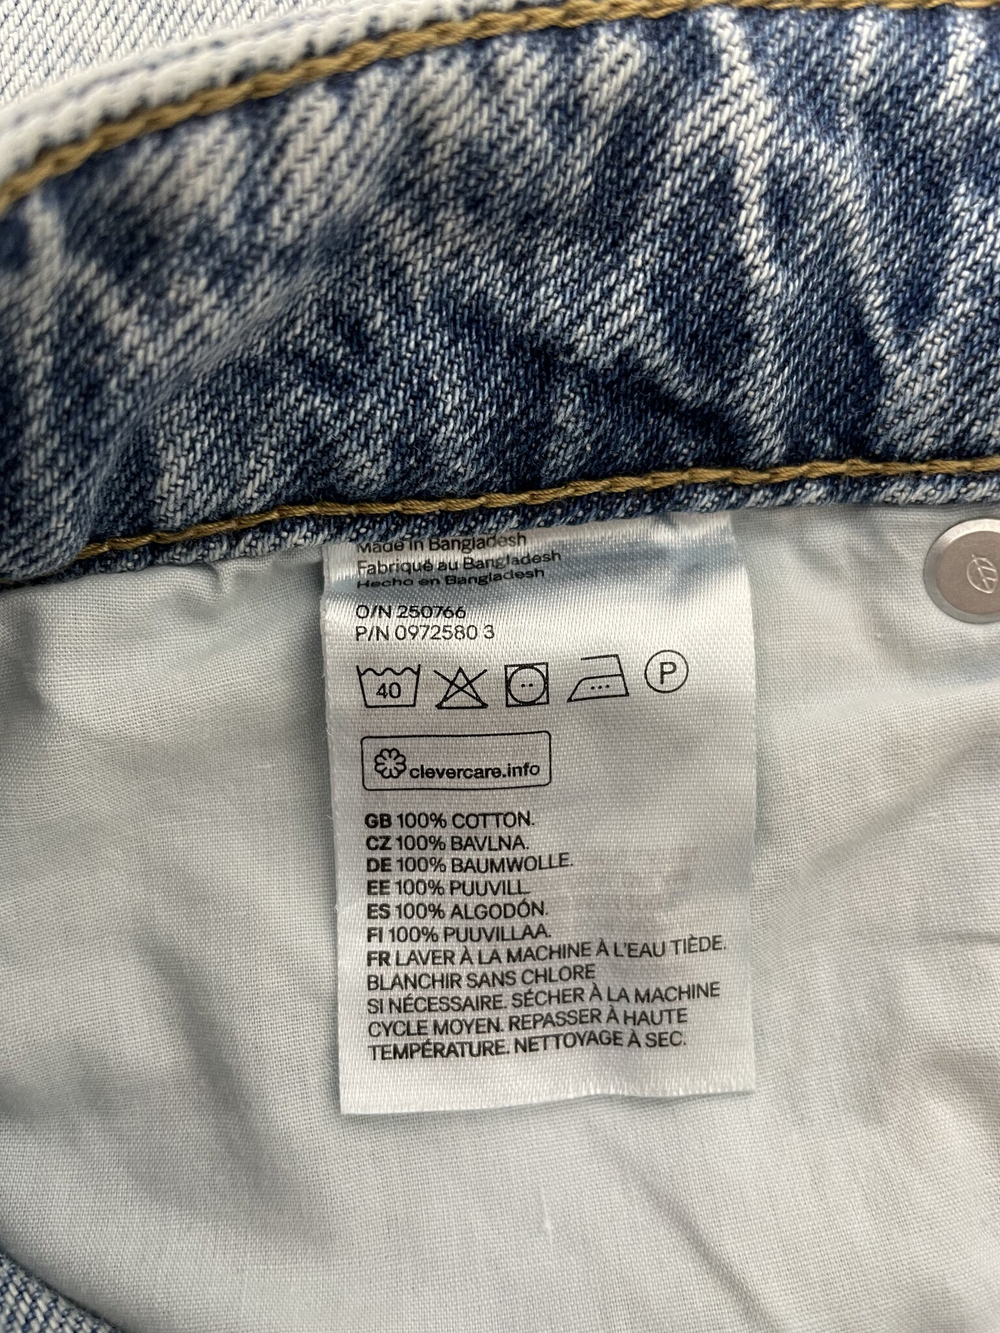 Made in Bangladesh
Fabriqué au Bangladesh
Hecho en Bangladesh
O/N 250766
P/N 0972580 3
40
P
clevercare.info
GB 100% COTTON.
CZ 100% BAVLNA.
DE 100% BAUMWOLLE.
EE 100% PUUVILL.
ES 100% ALGODÓN.
FI 100% PUUVILLAA.
FR LAVER À LA MACHINE À L'EAU TIÈDE.
BLANCHIR SANS CHLORE
SI NÉCESSAIRE. SÉCHER À LA MACHINE
CYCLE MOYEN. REPASSER À HAUTE
TEMPÉRATURE. NETTOYAGE À SEC.